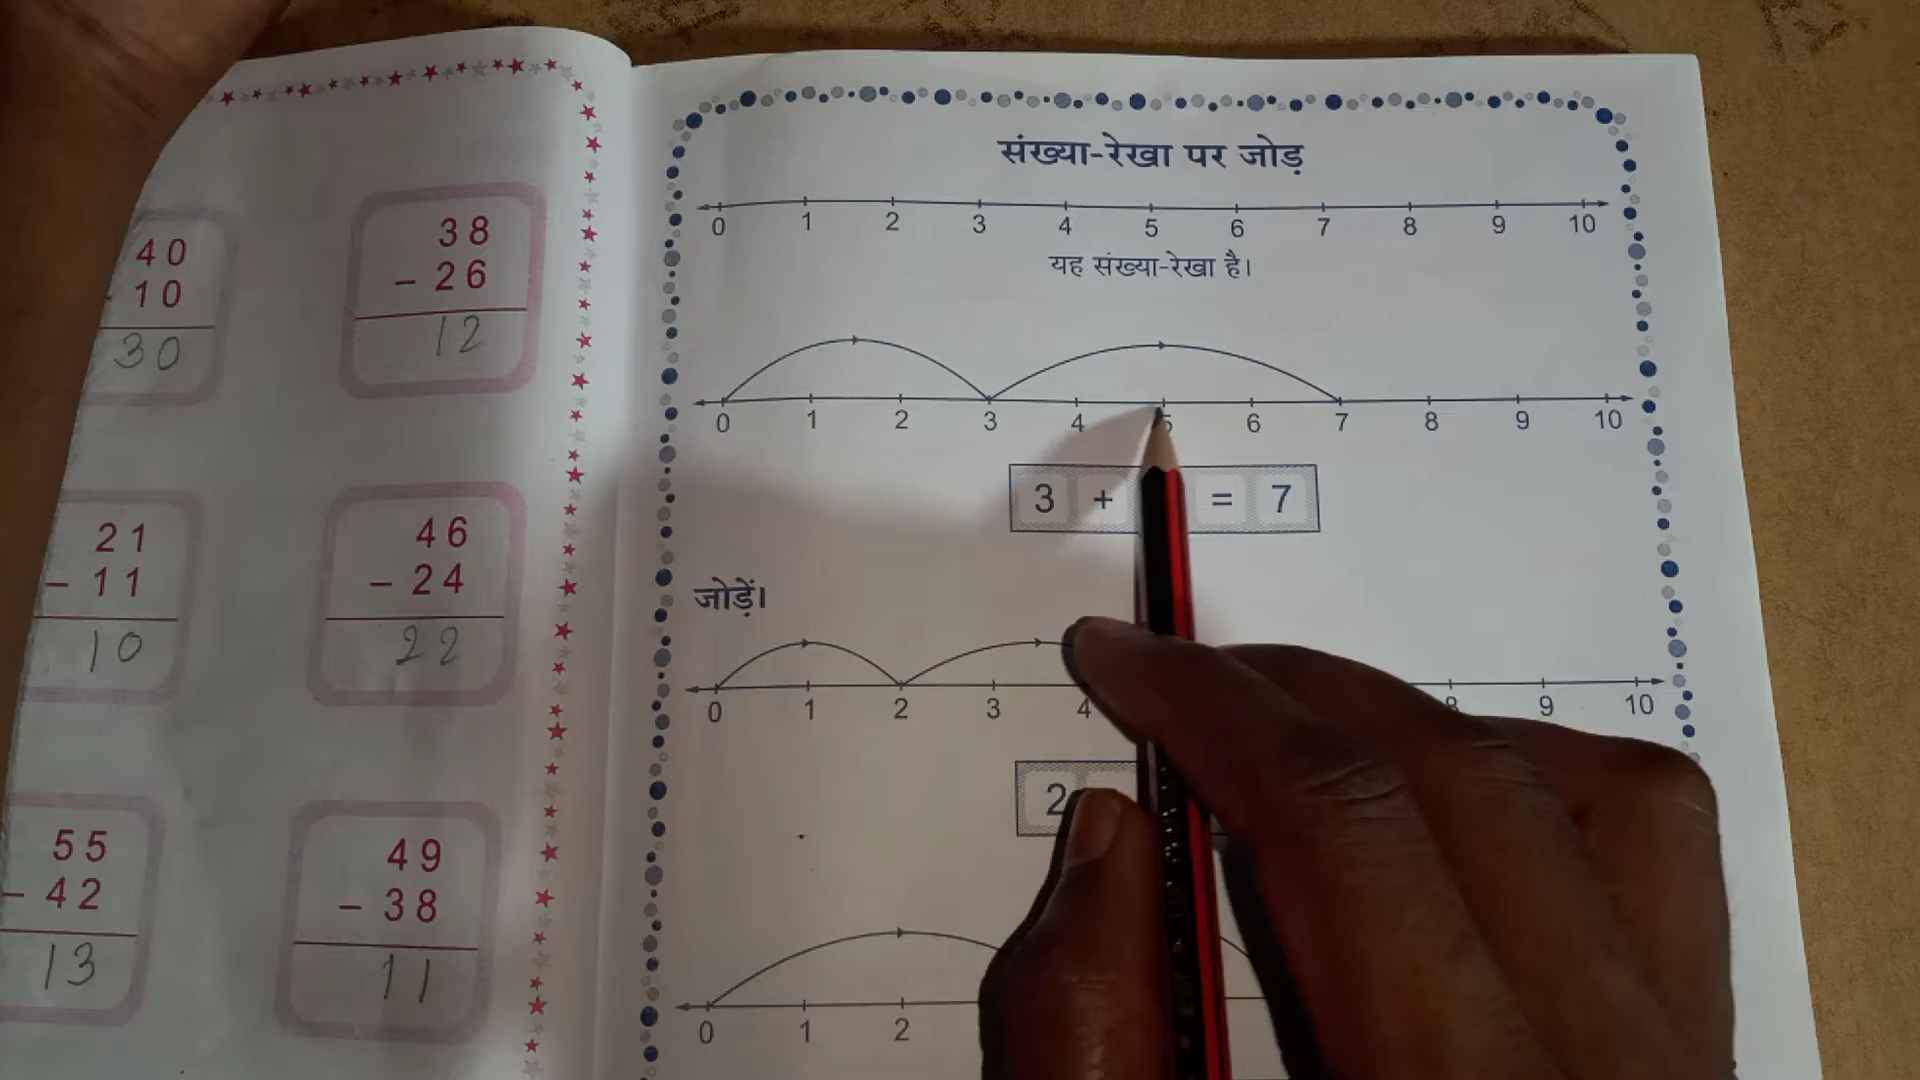 40
10
30
38
- 26
12
21
- 11
10
46
- 24
22
55
- 42
13
49
- 38
11
संख्या-रेखा पर जोड़
0 1 2 3 4 5 6 7 8 9 10
यह संख्या-रेखा है।
0 1 2 3 4 5 6 7 8 9 10
3 + = 7
जोड़ें।
0 1 2 3 4 8 9 10
2
0 1 2